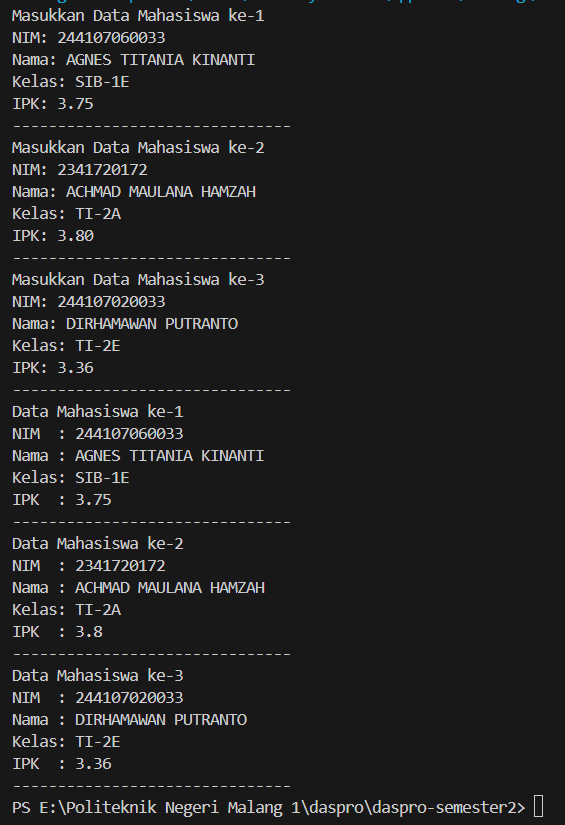 Masukkan Data Mahasiswa ke-1
NIM: 244107060033
Nama: AGNES TITANIA KINANTI
Kelas: SIB-1E
IPK: 3.75
-------------------------------
Masukkan Data Mahasiswa ke-2
NIM: 2341720172
Nama: ACHMAD MAULANA HAMZAH
Kelas: TI-2A
IPK: 3.80
-------------------------------
Masukkan Data Mahasiswa ke-3
NIM: 244107020033
Nama: DIRHAMAWAN PUTRANTO
Kelas: TI-2E
IPK: 3.36
-------------------------------
Data Mahasiswa ke-1
NIM  : 244107060033
Nama : AGNES TITANIA KINANTI
Kelas: SIB-1E
IPK  : 3.75
-------------------------------
Data Mahasiswa ke-2
NIM  : 2341720172
Nama : ACHMAD MAULANA HAMZAH
Kelas: TI-2A
IPK  : 3.8
-------------------------------
Data Mahasiswa ke-3
NIM  : 244107020033
Nama : DIRHAMAWAN PUTRANTO
Kelas: TI-2E
IPK  : 3.36
-------------------------------
PS E:\Politeknik Negeri Malang 1\daspro\daspro-semester2>